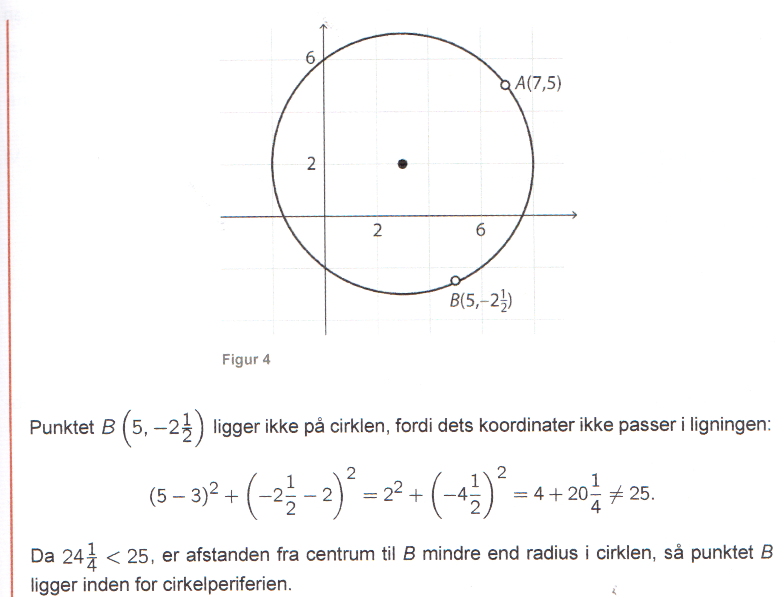 6
A(7,5)
2
2 6
B(5,−2½)
Figur 4
Punktet B (5, −2½) ligger ikke på cirklen, fordi dets koordinater ikke passer i ligningen:
(5 − 3)² + (−2½ − 2)² = 2² + (−4½)² = 4 + 20¼ ≠ 25.
Da 24¼ < 25, er afstanden fra centrum til B mindre end radius i cirklen, så punktet B
ligger inden for cirkelperiferien.